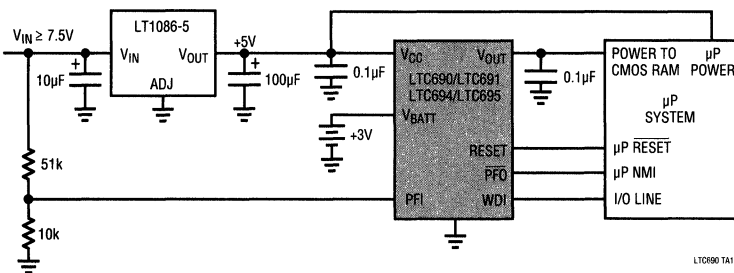 V_IN ≥ 7.5V
LT1086-5
V_IN
V_OUT
ADJ
+
10µF
+5V
+
100µF
0.1µF
51k
10k
+3V
V_CC
V_OUT
LTC690/LTC691
LTC694/LTC695
V_BATT
RESET
P̅F̅O̅
PFI
WDI
0.1µF
POWER TO
CMOS RAM
µP
POWER
µP
SYSTEM
µP R̅E̅S̅E̅T̅
µP NMI
I/O LINE
LTC690 TA1